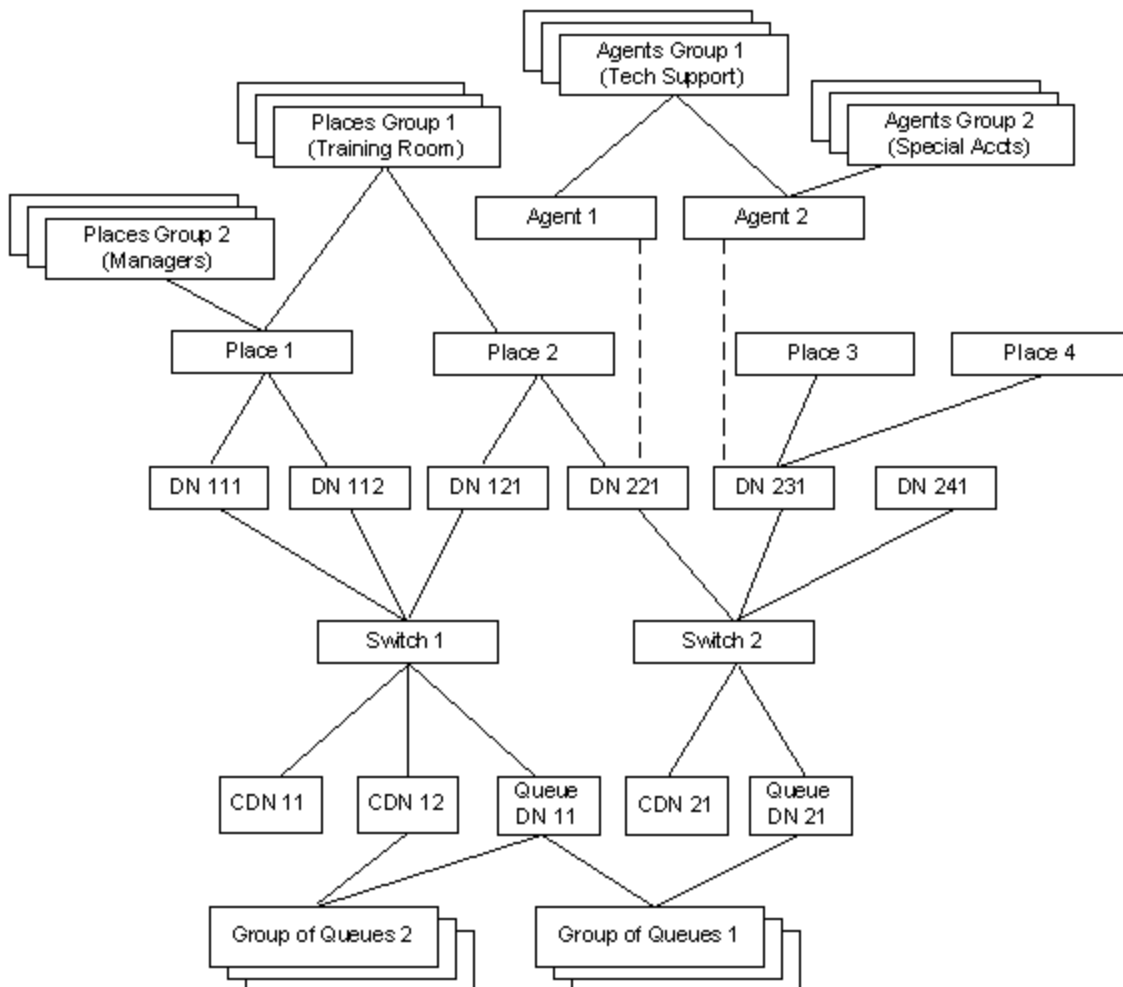 Agents Group 1
(Tech Support)
Places Group 1
(Training Room)
Agents Group 2
(Special Accts)
Places Group 2
(Managers)
Agent 1
Agent 2
Place 1
Place 2
Place 3
Place 4
DN 111
DN 112
DN 121
DN 221
DN 231
DN 241
Switch 1
Switch 2
CDN 11
CDN 12
Queue
DN 11
CDN 21
Queue
DN 21
Group of Queues 2
Group of Queues 1